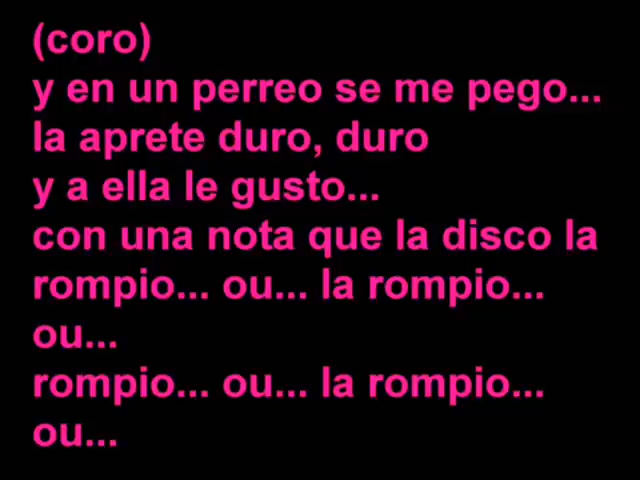 (coro)
y en un perreo se me pego...
la aprete duro, duro
y a ella le gusto...
con una nota que la disco la
rompio... ou... la rompio...
ou...
rompio... ou... la rompio...
ou...